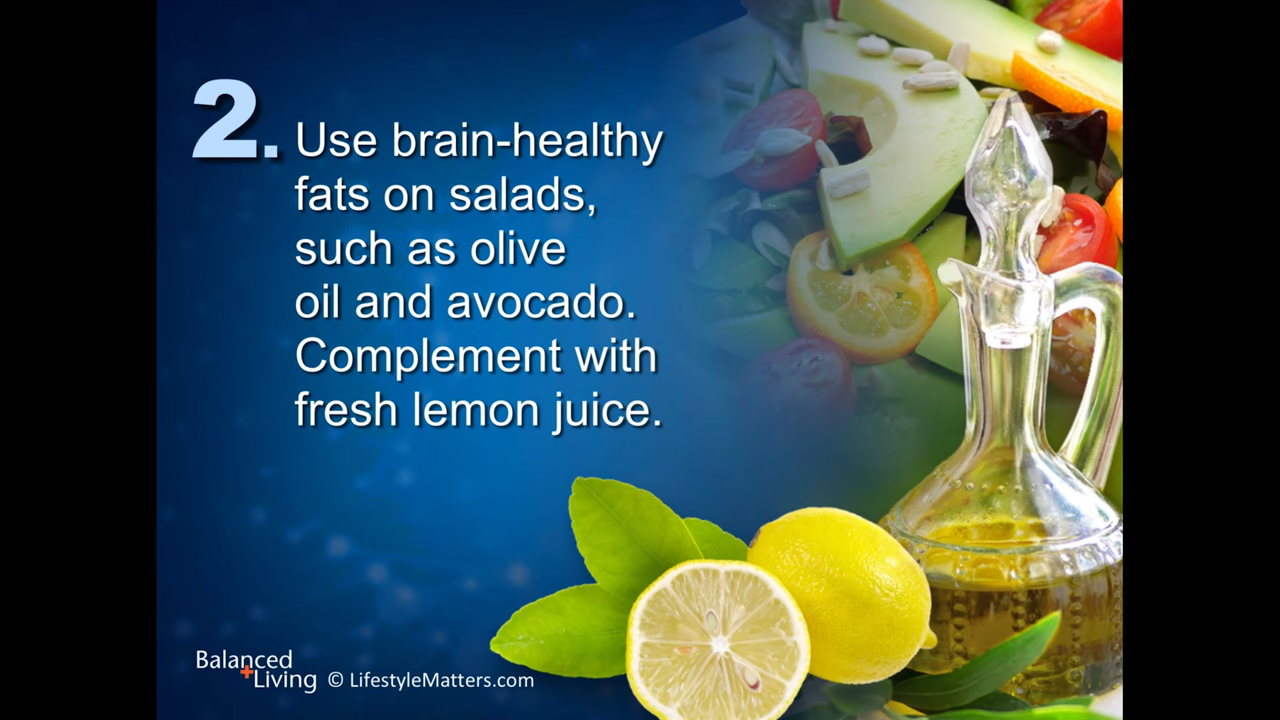 2. Use brain-healthy
fats on salads,
such as olive
oil and avocado.
Complement with
fresh lemon juice.
Balanced
Living © LifestyleMatters.com